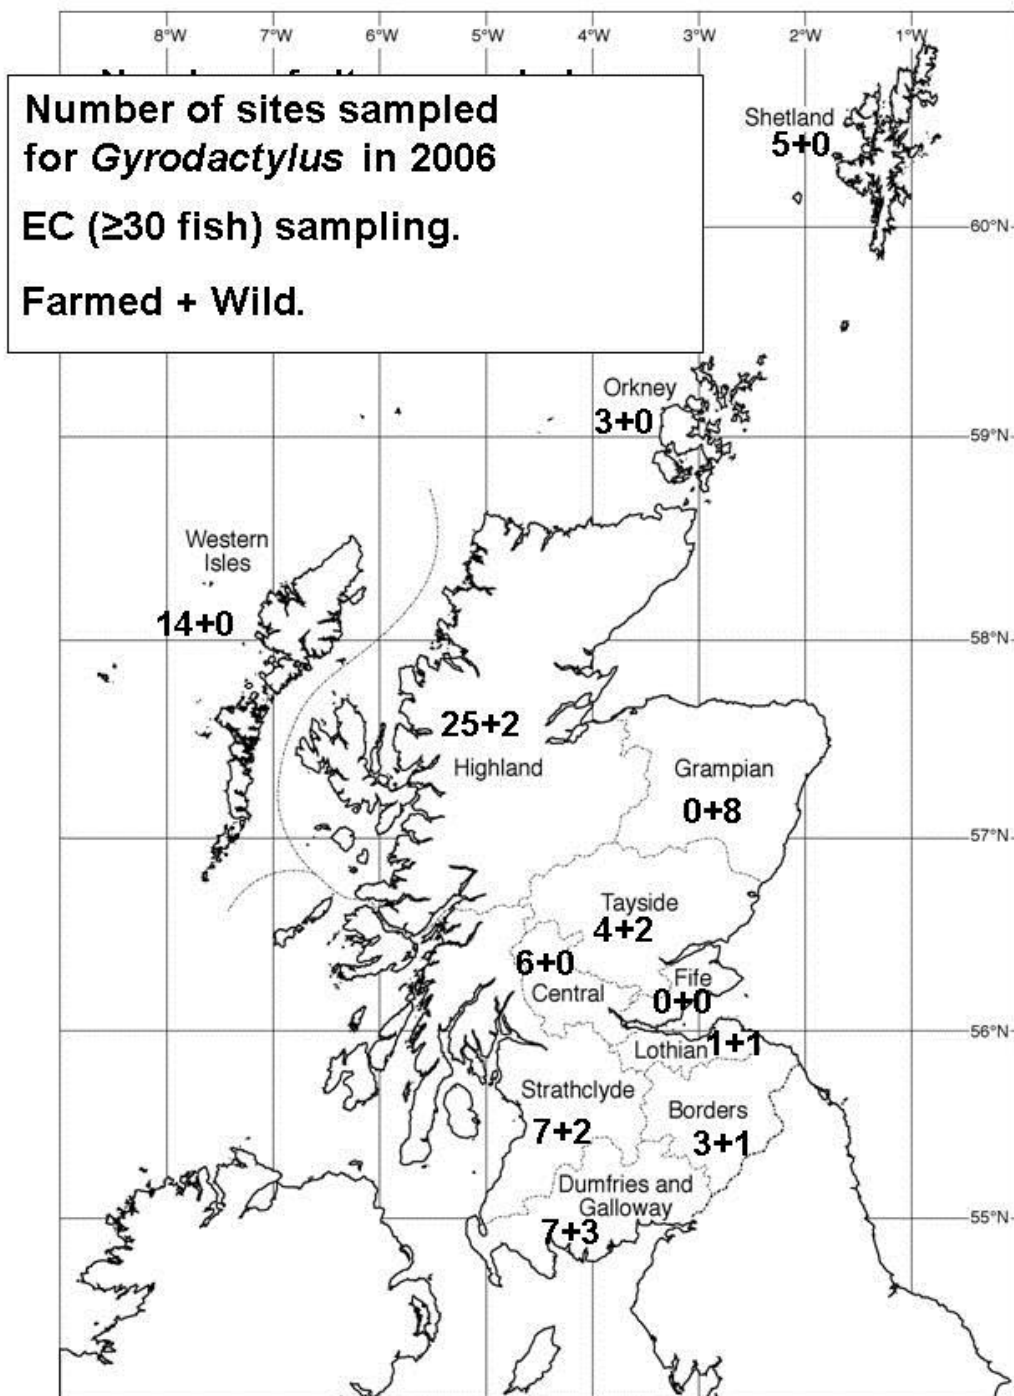 8°W 7°W 6°W 5°W 4°W 3°W 2°W 1°W
Number of sites sampled
for Gyrodactylus in 2006
EC (≥30 fish) sampling.
Farmed + Wild.
Shetland
5+0
60°N
Orkney
3+0
59°N
Western
Isles
14+0
58°N
25+2
Highland
Grampian
0+8
57°N
Tayside
4+2
6+0
Central
Fife
0+0
56°N
Lothian 1+1
Strathclyde
7+2
Borders
3+1
Dumfries and
Galloway
7+3
55°N